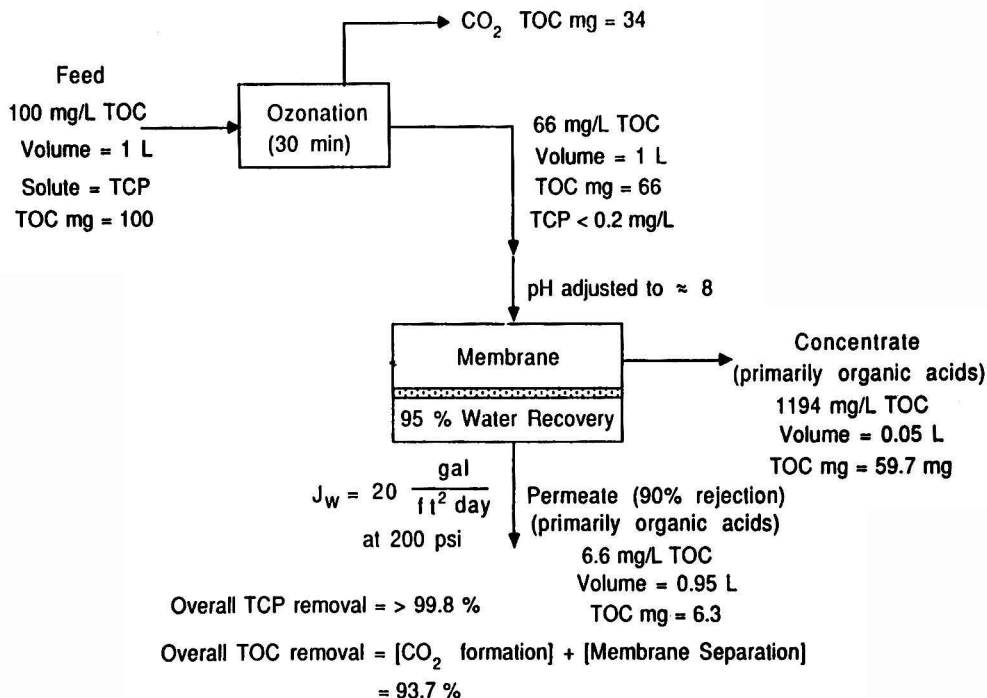 CO2 TOC mg = 34
Feed
100 mg/L TOC
Volume = 1 L
Solute = TCP
TOC mg = 100
Ozonation
(30 min)
66 mg/L TOC
Volume = 1 L
TOC mg = 66
TCP < 0.2 mg/L
pH adjusted to ≈ 8
Membrane
95 % Water Recovery
Concentrate
(primarily organic acids)
1194 mg/L TOC
Volume = 0.05 L
TOC mg = 59.7 mg
JW = 20 gal / ft² day
at 200 psi
Permeate (90% rejection)
(primarily organic acids)
6.6 mg/L TOC
Volume = 0.95 L
TOC mg = 6.3
Overall TCP removal = > 99.8 %
Overall TOC removal = [CO2 formation] + [Membrane Separation]
= 93.7 %